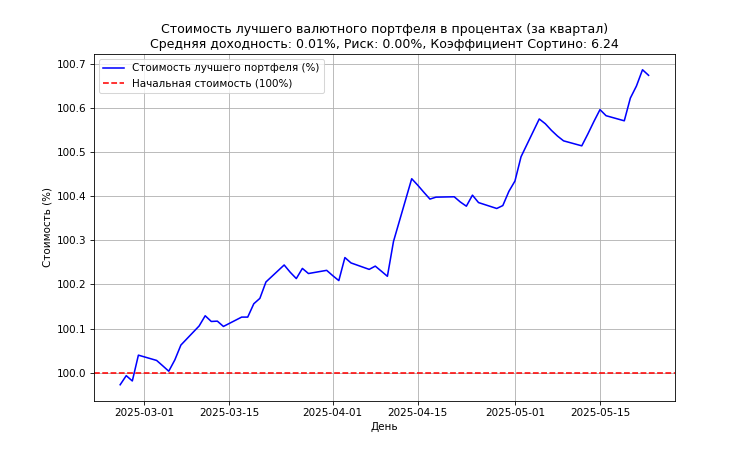 Стоимость лучшего валютного портфеля в процентах (за квартал)
Средняя доходность: 0.01%, Риск: 0.00%, Коэффициент Сортино: 6.24
Стоимость лучшего портфеля (%)
Начальная стоимость (100%)
Стоимость (%)
100.7
100.6
100.5
100.4
100.3
100.2
100.1
100.0
2025-03-01 2025-03-15 2025-04-01 2025-04-15 2025-05-01 2025-05-15
День